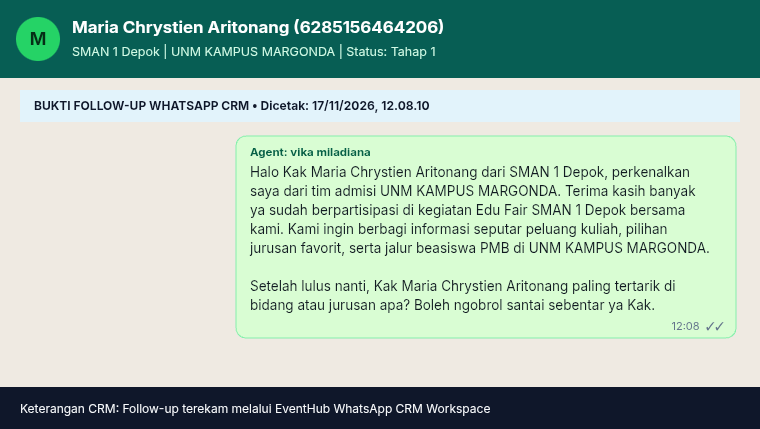 M
Maria Chrystien Aritonang (6285156464206)
SMAN 1 Depok | UNM KAMPUS MARGONDA | Status: Tahap 1
BUKTI FOLLOW-UP WHATSAPP CRM • Dicetak: 17/11/2026, 12.08.10
Agent: vika miladiana
Halo Kak Maria Chrystien Aritonang dari SMAN 1 Depok, perkenalkan
saya dari tim admisi UNM KAMPUS MARGONDA. Terima kasih banyak
ya sudah berpartisipasi di kegiatan Edu Fair SMAN 1 Depok bersama
kami. Kami ingin berbagi informasi seputar peluang kuliah, pilihan
jurusan favorit, serta jalur beasiswa PMB di UNM KAMPUS MARGONDA.
Setelah lulus nanti, Kak Maria Chrystien Aritonang paling tertarik di
bidang atau jurusan apa? Boleh ngobrol santai sebentar ya Kak.
12:08 ✓✓
Keterangan CRM: Follow-up terekam melalui EventHub WhatsApp CRM Workspace